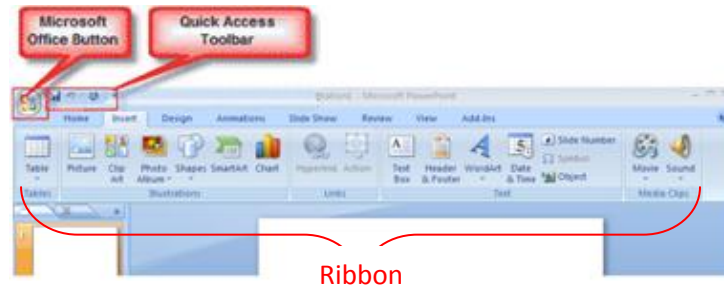 Microsoft
Office Button
Quick Access
Toolbar
Microsoft PowerPoint
Home Insert Design Animations Slide Show Review View Add-Ins
Table Picture Clip Art Photo Album Shapes SmartArt Chart Hyperlink Action Text Box Header & Footer WordArt Date & Time Slide Number
Symbol
Object
Movie Sound
Tables Illustrations Links Text Media Clips
Ribbon